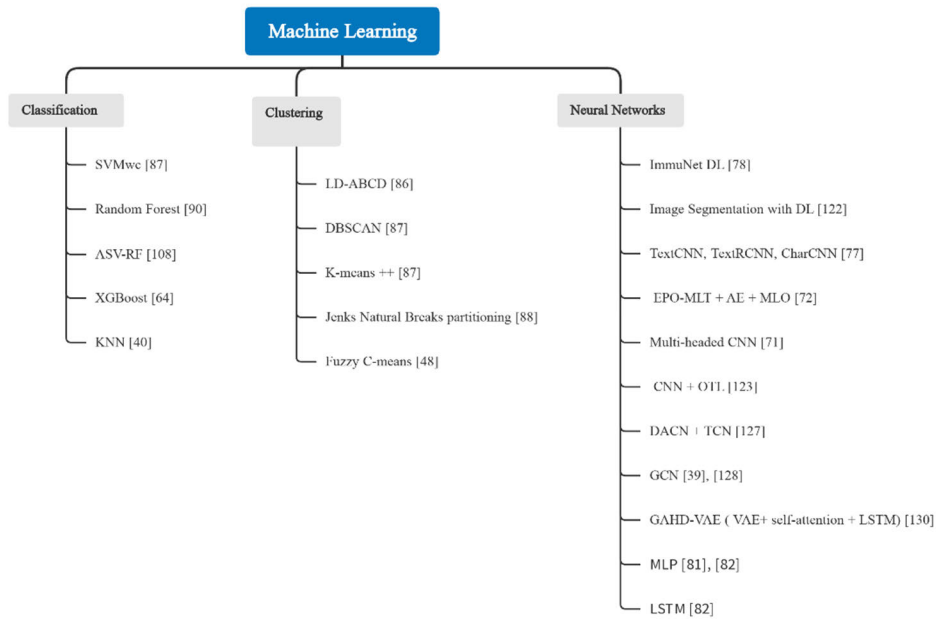 Machine Learning
Classification
SVMwc [87]
Random Forest [90]
ASV-RF [108]
XGBoost [64]
KNN [40]
Clustering
LD-ABCD [86]
DBSCAN [87]
K-means ++ [87]
Jenks Natural Breaks partitioning [88]
Fuzzy C-means [48]
Neural Networks
ImmuNet DL [78]
Image Segmentation with DL [122]
TextCNN, TextRCNN, CharCNN [77]
EPO-MLT + AE + MLO [72]
Multi-headed CNN [71]
CNN + OTL [123]
DACN + TCN [127]
GCN [39], [128]
GAHD-VAE ( VAE+ self-attention + LSTM) [130]
MLP [81], [82]
LSTM [82]